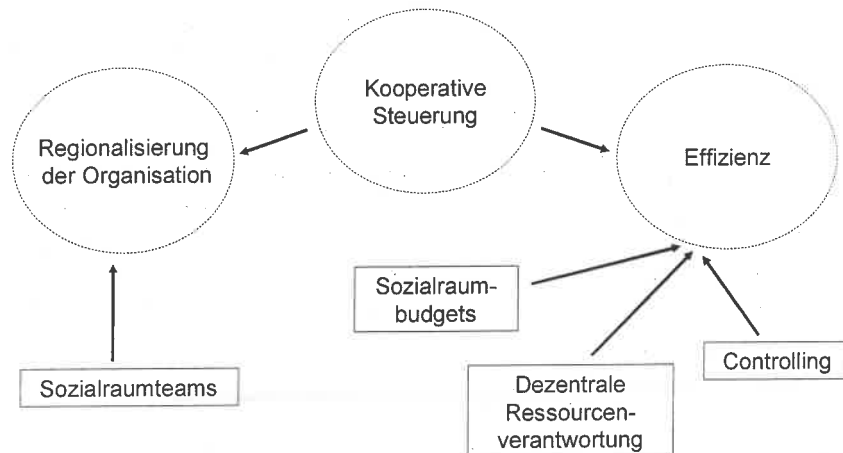 Kooperative
Steuerung
Regionalisierung
der Organisation
Effizienz
Sozialraum-
budgets
Controlling
Sozialraumteams
Dezentrale
Ressourcen-
verantwortung